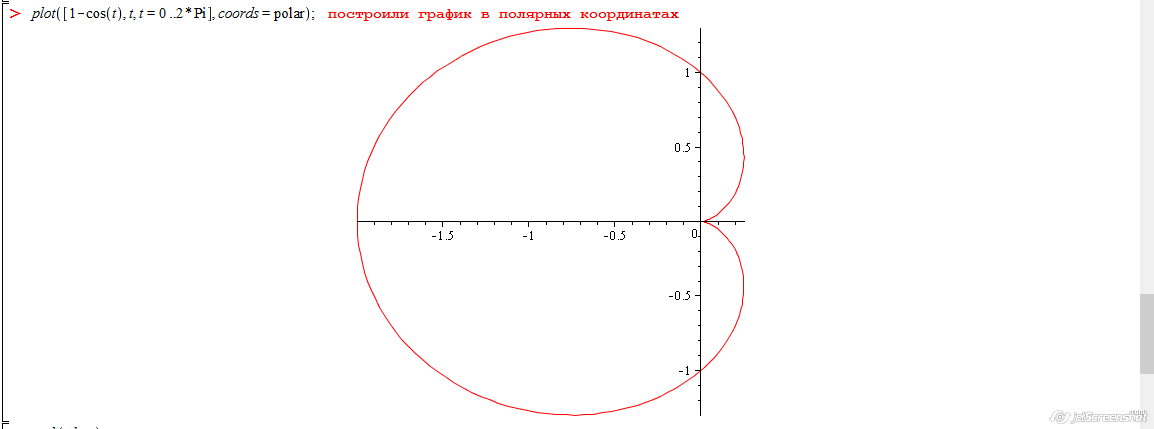 > plot([1-cos(t), t, t = 0 ..2*Pi], coords = polar); построили график в полярных координатах
1
0.5
-1.5 -1 -0.5 0
-0.5
-1
jetScreenshot